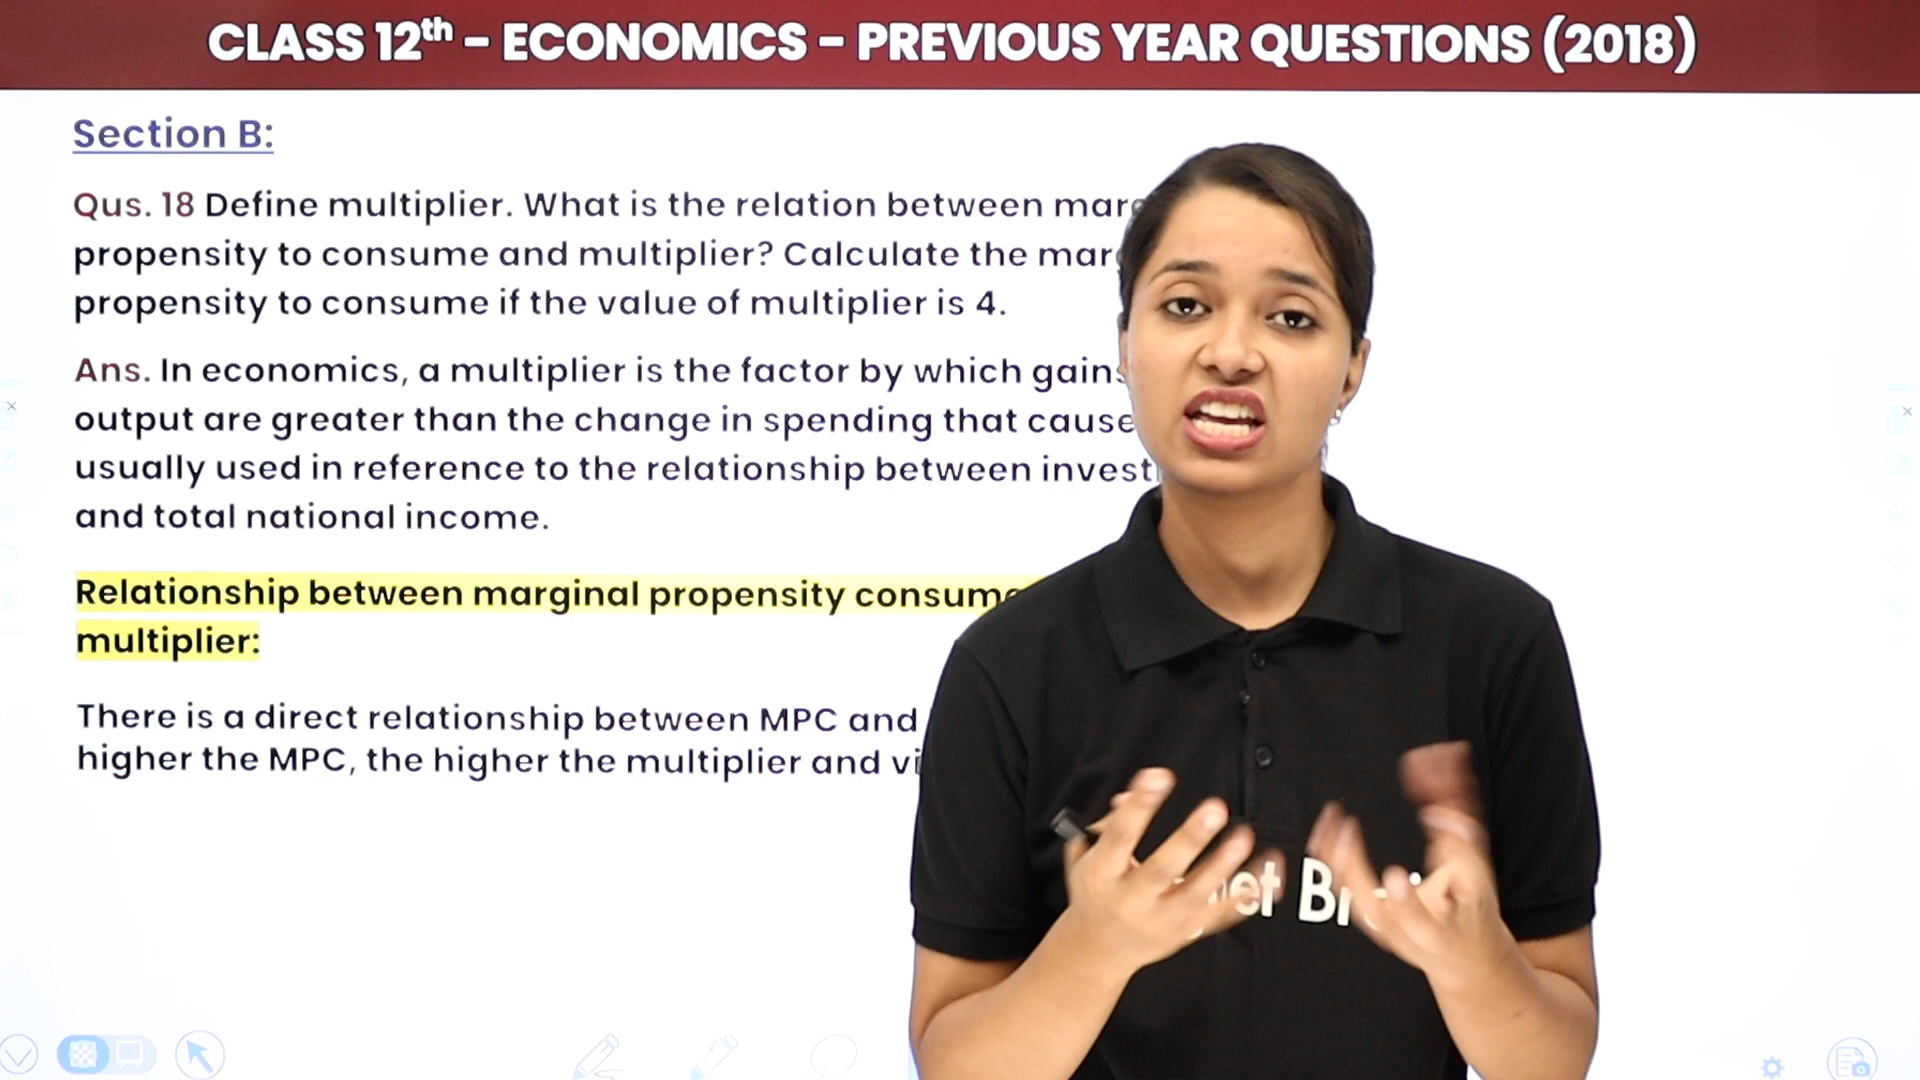 CLASS 12th - ECONOMICS - PREVIOUS YEAR QUESTIONS (2018)
Section B:
Qus. 18 Define multiplier. What is the relation between
propensity to consume and multiplier? Calculate the
propensity to consume if the value of multiplier is 4.
Ans. In economics, a multiplier is the factor by which gains
output are greater than the change in spending that cause
usually used in reference to the relationship between
and total national income.
Relationship between marginal propensity consume
multiplier:
There is a direct relationship between MPC and
higher the MPC, the higher the multiplier and